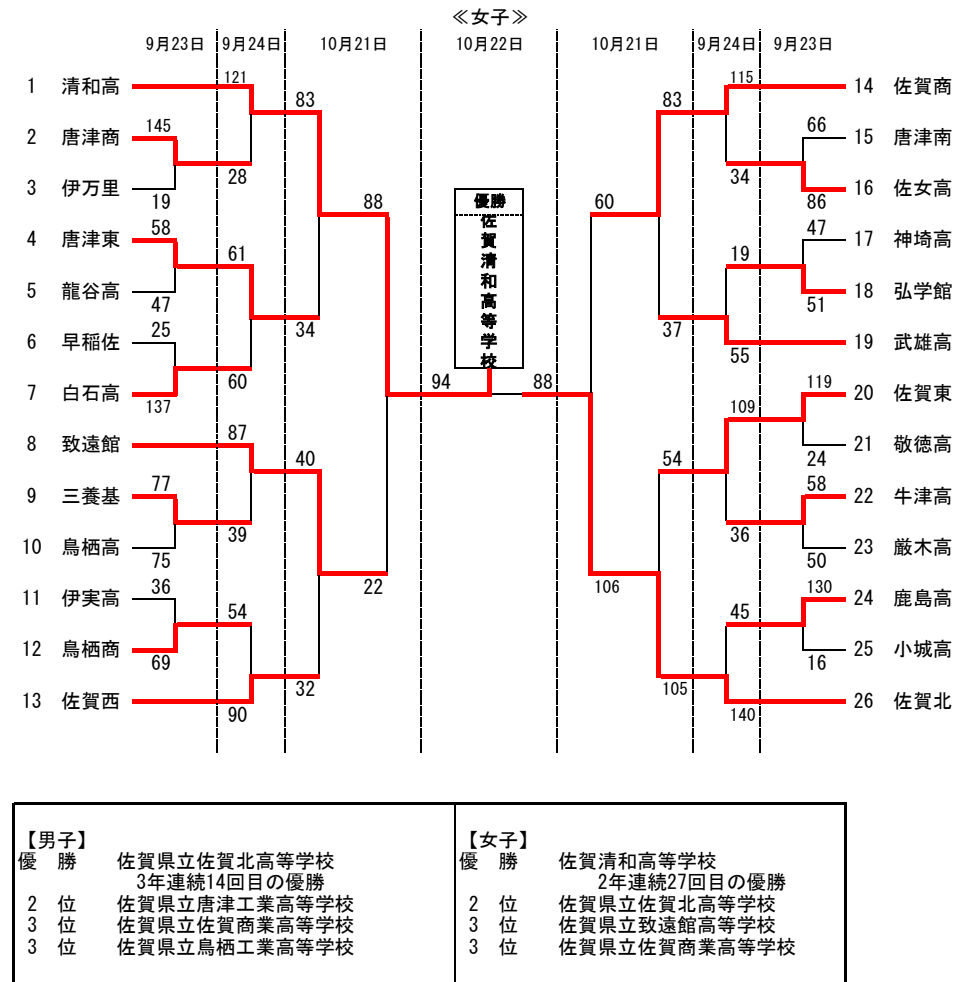 ≪女子≫
9月23日 9月24日 10月21日 10月22日 10月21日 9月24日 9月23日
1 清和高 121 115 14 佐賀商
83 83
2 唐津商 145 66 15 唐津南
28 34
3 伊万里 19 86 16 佐女高
88 60
優勝
佐賀清和高等学校
4 唐津東 58 61 19 47 17 神埼高
5 龍谷高 47 51 18 弘学館
34 37
6 早稲佐 25 55 19 武雄高
60
7 白石高 137 94 88 119 20 佐賀東
109
8 致遠館 87 24 21 敬徳高
40 54
9 三養基 77 58 22 牛津高
39 36
10 鳥栖高 75 50 23 厳木高
22 106
11 伊実高 36 54 45 130 24 鹿島高
12 鳥栖商 69 16 25 小城高
32 105
13 佐賀西 90 140 26 佐賀北
【男子】
優 勝 佐賀県立佐賀北高等学校
3年連続14回目の優勝
2 位 佐賀県立唐津工業高等学校
3 位 佐賀県立佐賀商業高等学校
3 位 佐賀県立鳥栖工業高等学校
【女子】
優 勝 佐賀清和高等学校
2年連続27回目の優勝
2 位 佐賀県立佐賀北高等学校
3 位 佐賀県立致遠館高等学校
3 位 佐賀県立佐賀商業高等学校